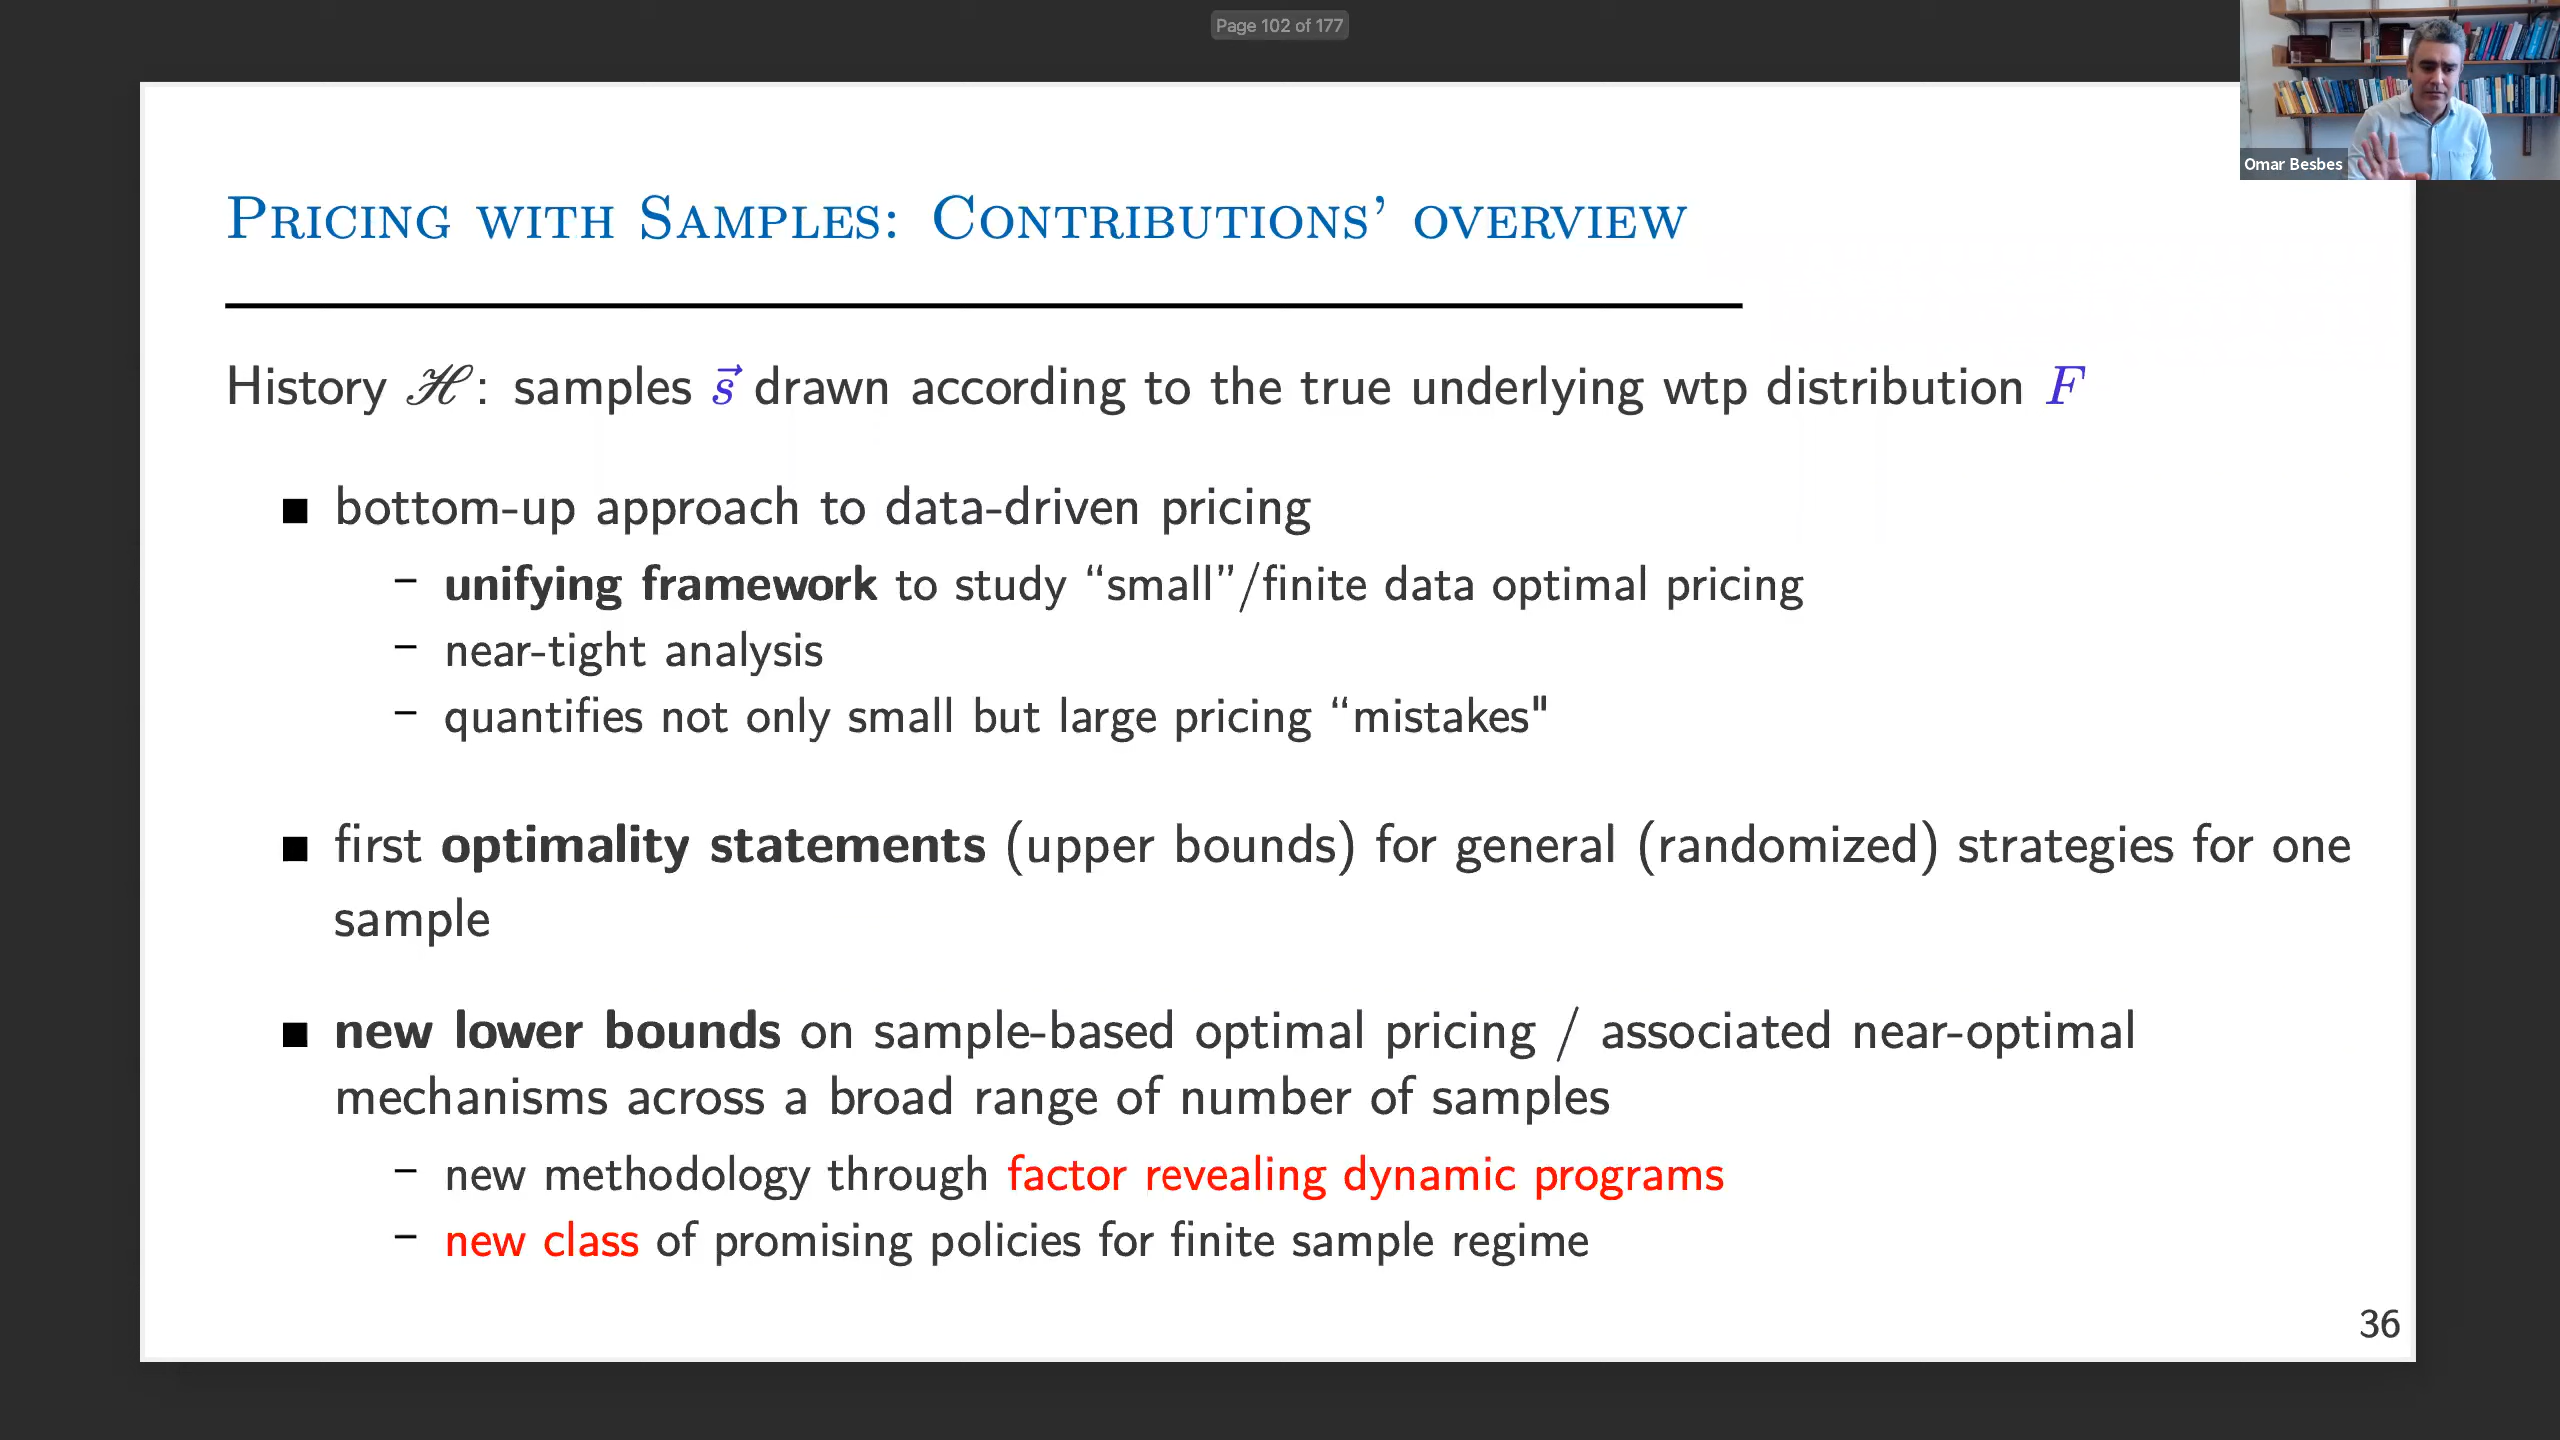 Page 102 of 177
Omar Besbes
Pricing with Samples: Contributions’ overview
History ℋ: samples s⃗ drawn according to the true underlying wtp distribution F
■ bottom-up approach to data-driven pricing
– unifying framework to study “small”/finite data optimal pricing
– near-tight analysis
– quantifies not only small but large pricing “mistakes"
■ first optimality statements (upper bounds) for general (randomized) strategies for one
sample
■ new lower bounds on sample-based optimal pricing / associated near-optimal
mechanisms across a broad range of number of samples
– new methodology through factor revealing dynamic programs
– new class of promising policies for finite sample regime
36